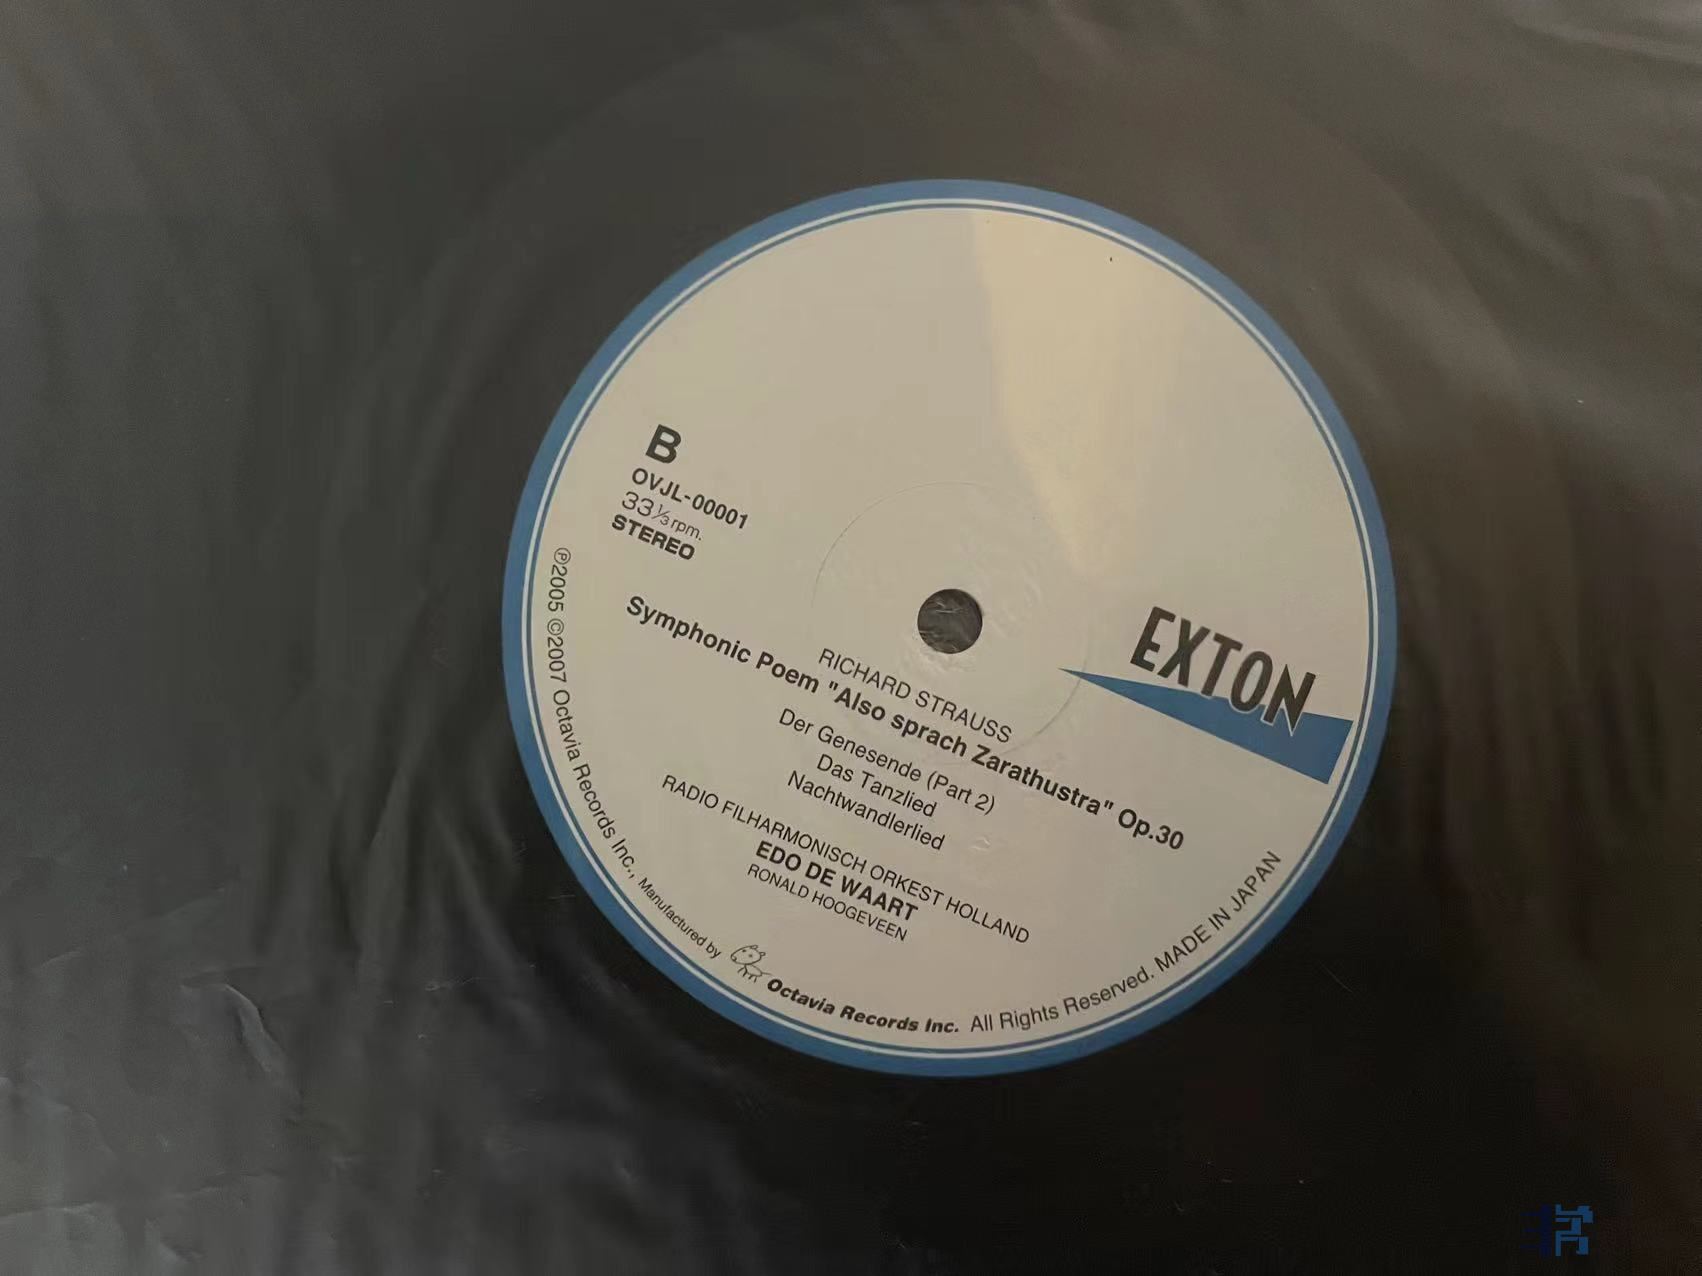 B
OVJL-00001
33⅓ rpm.
STEREO
EXTON
RICHARD STRAUSS
Symphonic Poem "Also sprach Zarathustra" Op.30
Der Genesende (Part 2)
Das Tanzlied
Nachtwandlerlied
RADIO FILHARMONISCH ORKEST HOLLAND
EDO DE WAART
RONALD HOOGEVEEN
Ⓟ2005 ©2007 Octavia Records Inc., Manufactured by Octavia Records Inc. All Rights Reserved. MADE IN JAPAN